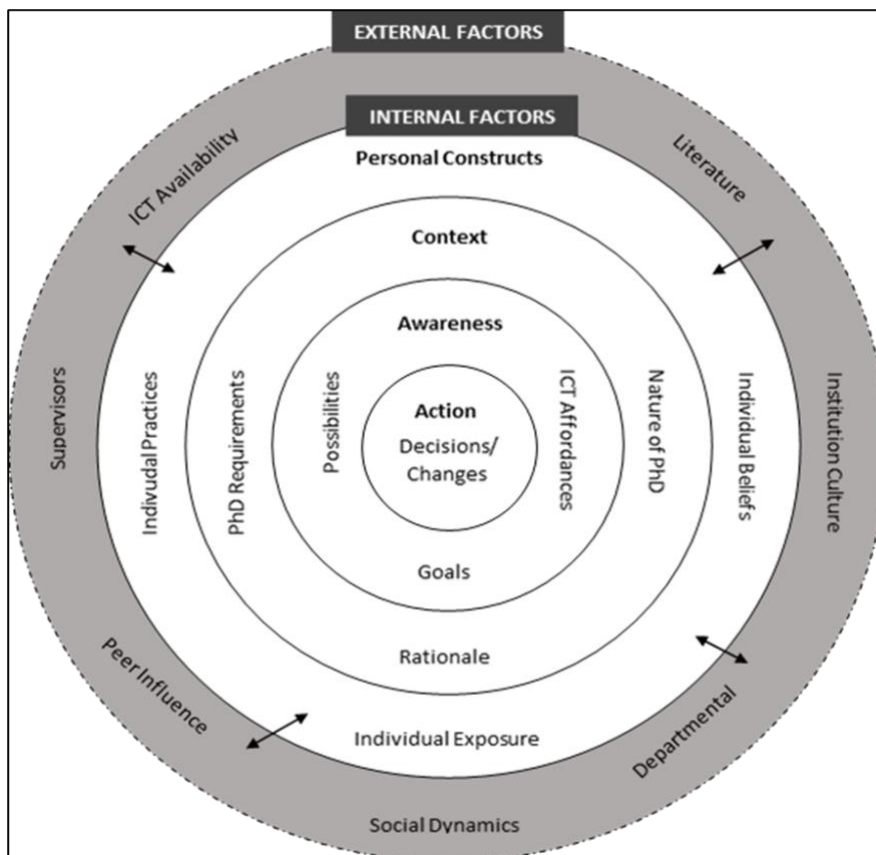 EXTERNAL FACTORS
INTERNAL FACTORS
Personal Constructs
ICT Availability
Literature
Context
Awareness
Supervisors
Indivudal Practices
PhD Requirements
Possibilities
Action
Decisions/
Changes
ICT Affordances
Nature of PhD
Individual Beliefs
Institution Culture
Goals
Rationale
Peer Influence
Individual Exposure
Departmental
Social Dynamics